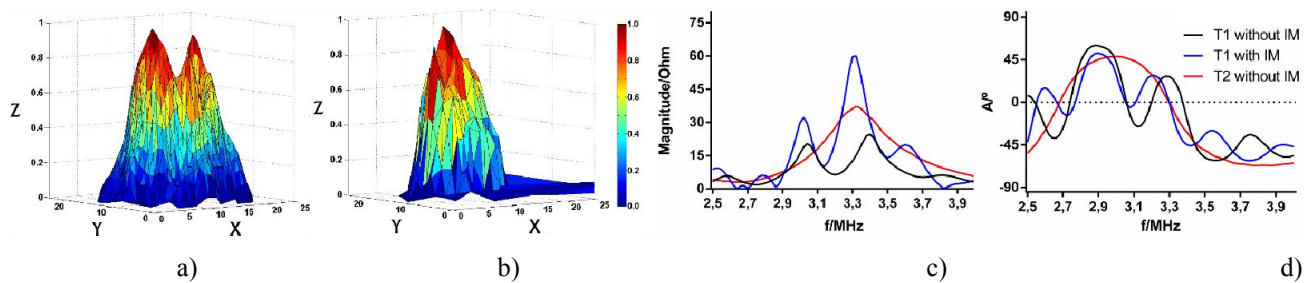 1
0.8
0.6
0.4
0.2
0
Z
20
10
0
Y
0
5
10
15
20
25
X
a)
1
0.8
0.6
0.4
0.2
0
Z
20
10
0
Y
0
5
10
15
20
25
X
1.0
0.8
0.6
0.4
0.2
0.0
b)
75
60
45
30
15
0
Magnitude/Ohm
2,5 2,7 2,9 3,1 3,3 3,5 3,7 3,9
f/MHz
c)
90
45
0
-45
-90
A/º
T1 without IM
T1 with IM
T2 without IM
2,5 2,7 2,9 3,1 3,3 3,5 3,7 3,9
f/MHz
d)